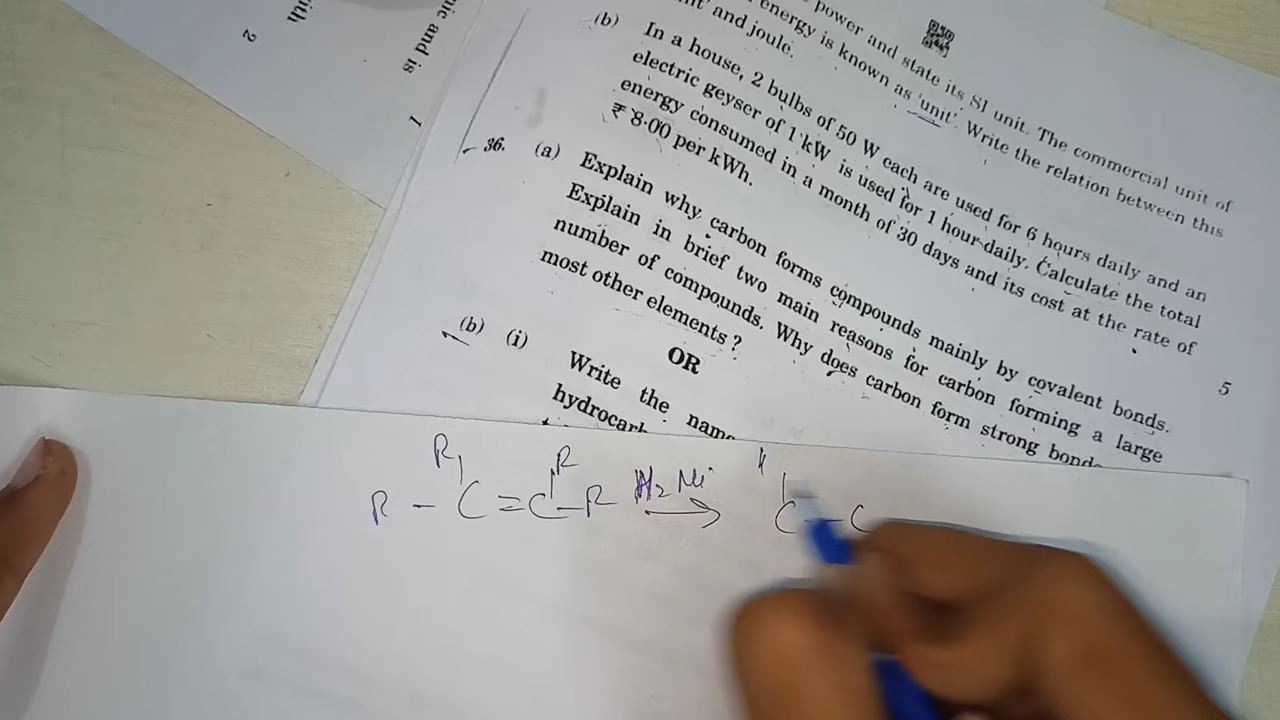 power and state its SI unit. The commercial unit of
energy is known as 'unit'. Write the relation between this
and joule.
(b) In a house, 2 bulbs of 50 W each are used for 6 hours daily and an
electric geyser of 1 kW is used for 1 hour daily. Calculate the total
energy consumed in a month of 30 days and its cost at the rate of
₹ 8·00 per kWh.
5
36. (a) Explain why carbon forms compounds mainly by covalent bonds.
Explain in brief two main reasons for carbon forming a large
number of compounds. Why does carbon form strong bonds
most other elements ?
OR
(b) (i) Write the name
hydrocarb
and is
1
2
R R
R - C = C - R H₂ Ni → C - C